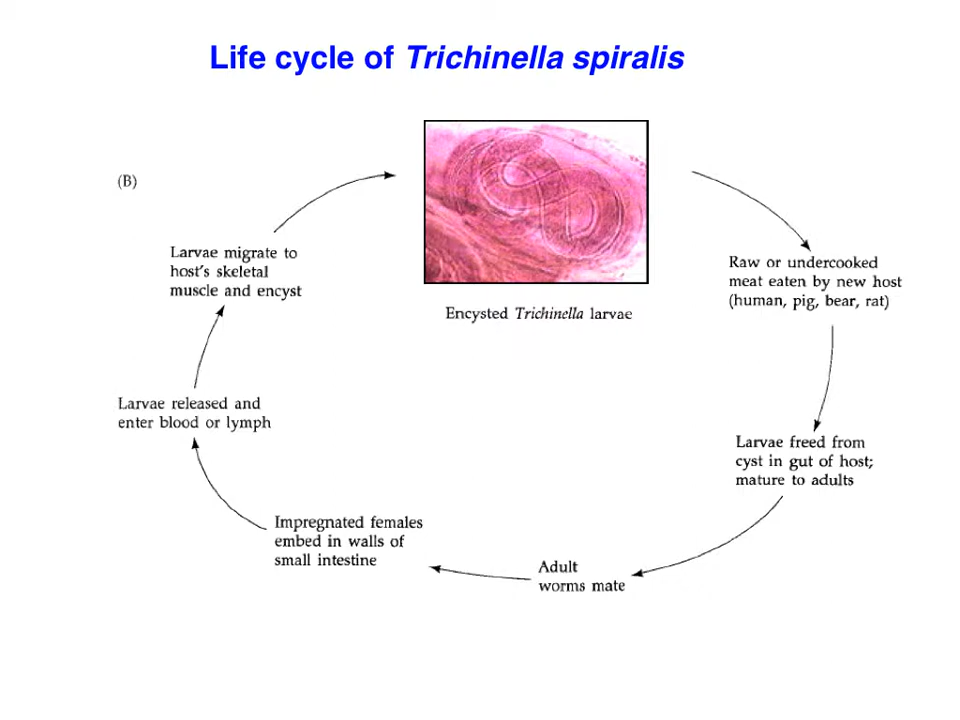 Life cycle of Trichinella spiralis
(B)
Encysted Trichinella larvae
Raw or undercooked
meat eaten by new host
(human, pig, bear, rat)
Larvae freed from
cyst in gut of host;
mature to adults
Adult
worms mate
Impregnated females
embed in walls of
small intestine
Larvae released and
enter blood or lymph
Larvae migrate to
host's skeletal
muscle and encyst